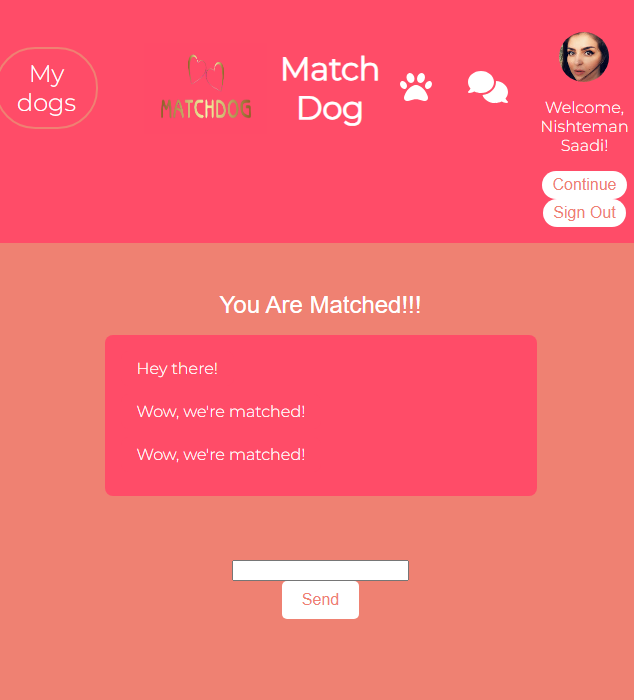 My
dogs
MATCHDOG
Match
Dog
Welcome,
Nishteman
Saadi!
Continue
Sign Out
You Are Matched!!!
Hey there!
Wow, we're matched!
Wow, we're matched!
Send